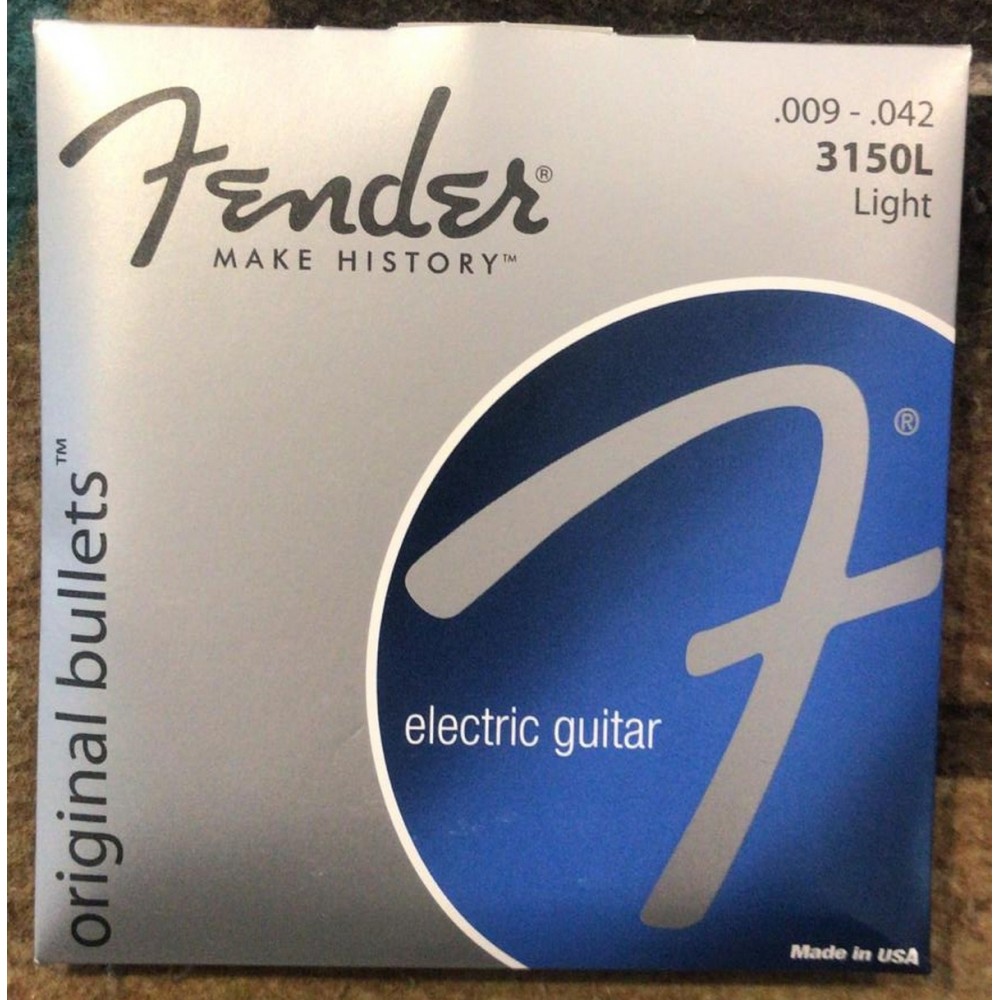 Fender®
MAKE HISTORY™
.009 - .042
3150L
Light
original bullets™
F®
electric guitar
Made in USA